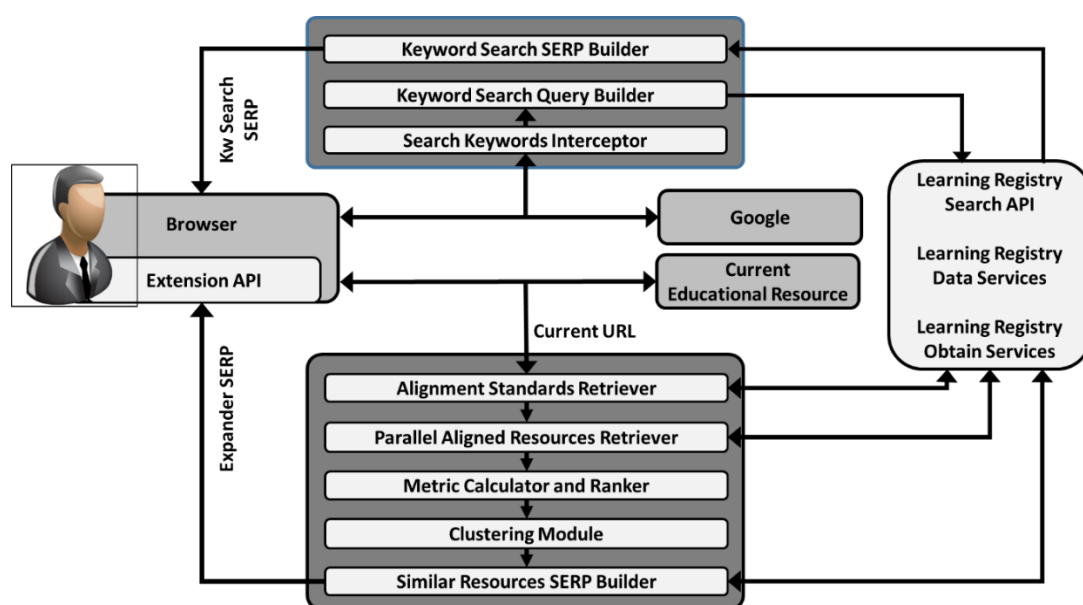 Keyword Search SERP Builder
Keyword Search Query Builder
Search Keywords Interceptor
Kw Search
SERP
Browser
Extension API
Google
Current
Educational Resource
Learning Registry
Search API
Learning Registry
Data Services
Learning Registry
Obtain Services
Current URL
Expander SERP
Alignment Standards Retriever
Parallel Aligned Resources Retriever
Metric Calculator and Ranker
Clustering Module
Similar Resources SERP Builder